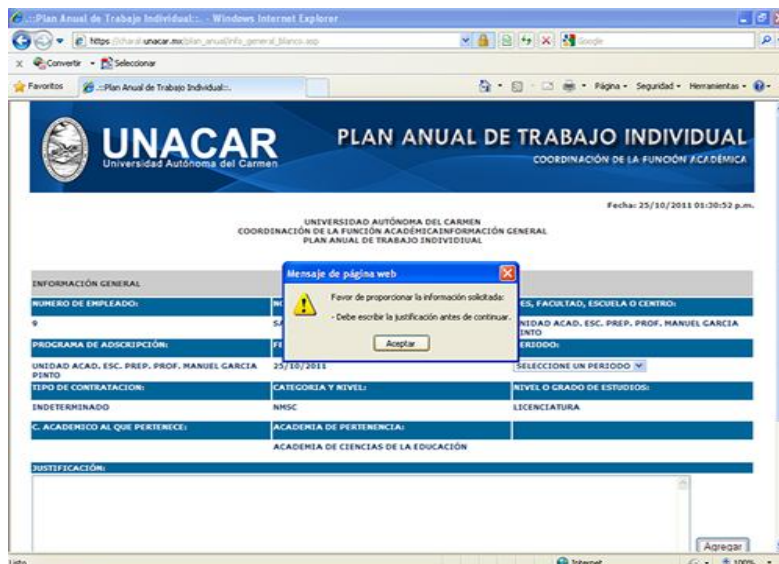 .::Plan Anual de Trabajo Individual::. - Windows Internet Explorer
Google
Convertir Seleccionar
Favoritos .::Plan Anual de Trabajo Individual::. Página Seguridad Herramientas
UNACAR
Universidad Autónoma del Carmen
PLAN ANUAL DE TRABAJO INDIVIDUAL
COORDINACIÓN DE LA FUNCIÓN ACADÉMICA
Fecha: 25/10/2011 01:30:52 p.m.
UNIVERSIDAD AUTÓNOMA DEL CARMEN
COORDINACIÓN DE LA FUNCIÓN ACADÉMICAINFORMACIÓN GENERAL
PLAN ANUAL DE TRABAJO INDIVIDIUAL
INFORMACIÓN GENERAL
Mensaje de página web
Favor de proporcionar la información solicitada:
- Debe escribir la justificación antes de continuar.
Aceptar
NUMERO DE EMPLEADO: ES, FACULTAD, ESCUELA O CENTRO:
9 UNIDAD ACAD. ESC. PREP. PROF. MANUEL GARCIA
PINTO
PROGRAMA DE ADSCRIPCIÓN: PERIODO:
UNIDAD ACAD. ESC. PREP. PROF. MANUEL GARCIA 25/10/2011 SELECCIONE UN PERIODO
PINTO
TIPO DE CONTRATACION: CATEGORIA Y NIVEL: NIVEL O GRADO DE ESTUDIOS:
INDETERMINADO NMSC LICENCIATURA
C. ACADEMICO AL QUE PERTENECE: ACADEMIA DE PERTENENCIA:
ACADEMIA DE CIENCIAS DE LA EDUCACIÓN
JUSTIFICACIÓN:
Agregar
Listo Internet 100%